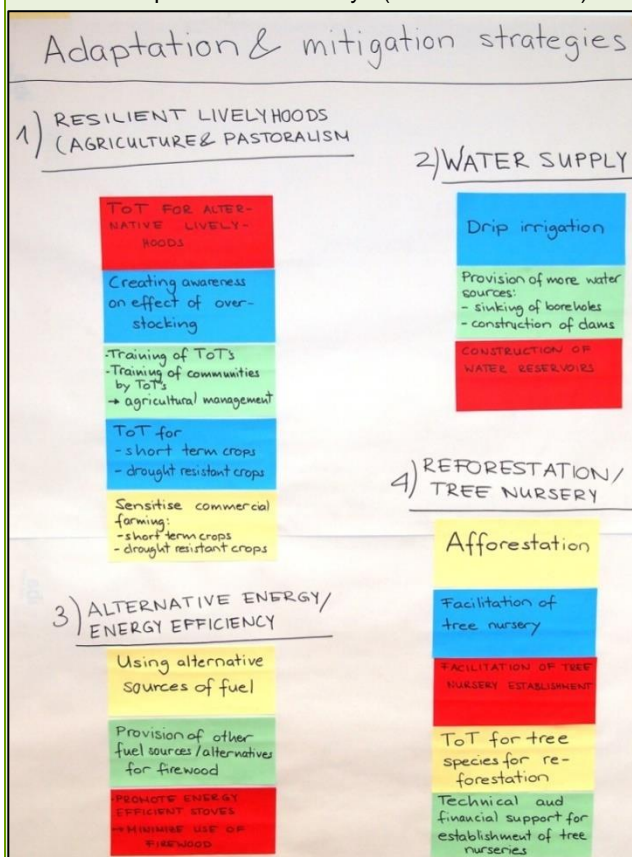 Adaptation & mitigation strategies
1) RESILIENT LIVELYHOODS
(AGRICULTURE & PASTORALISM
TOT FOR ALTER-
NATIVE LIVELY-
HOODS
Creating awareness
on effect of over-
stocking
-Training of ToT's
-Training of communities
by ToT's
→ agricultural management
ToT for
- short term crops
- drought resistant crops
Sensitise commercial
farming:
- short term crops
- drought resistant crops
2) WATER SUPPLY
Drip irrigation
Provision of more water
sources:
- sinking of boreholes
- construction of dams
CONSTRUCTION OF
WATER RESERVOIRS
3) ALTERNATIVE ENERGY/
ENERGY EFFICIENCY
Using alternative
sources of fuel
Provision of other
fuel sources/alternatives
for firewood
-PROMOTE ENERGY
EFFICIENT STOVES
→ MINIMIZE USE OF
FIREWOOD
4) REFORESTATION/
TREE NURSERY
Afforestation
Facilitation of
tree nursery
FACILITATION OF TREE
NURSERY ESTABLISHMENT
ToT for tree
species for re-
forestation
Technical and
financial support for
establishment of tree
nurseries